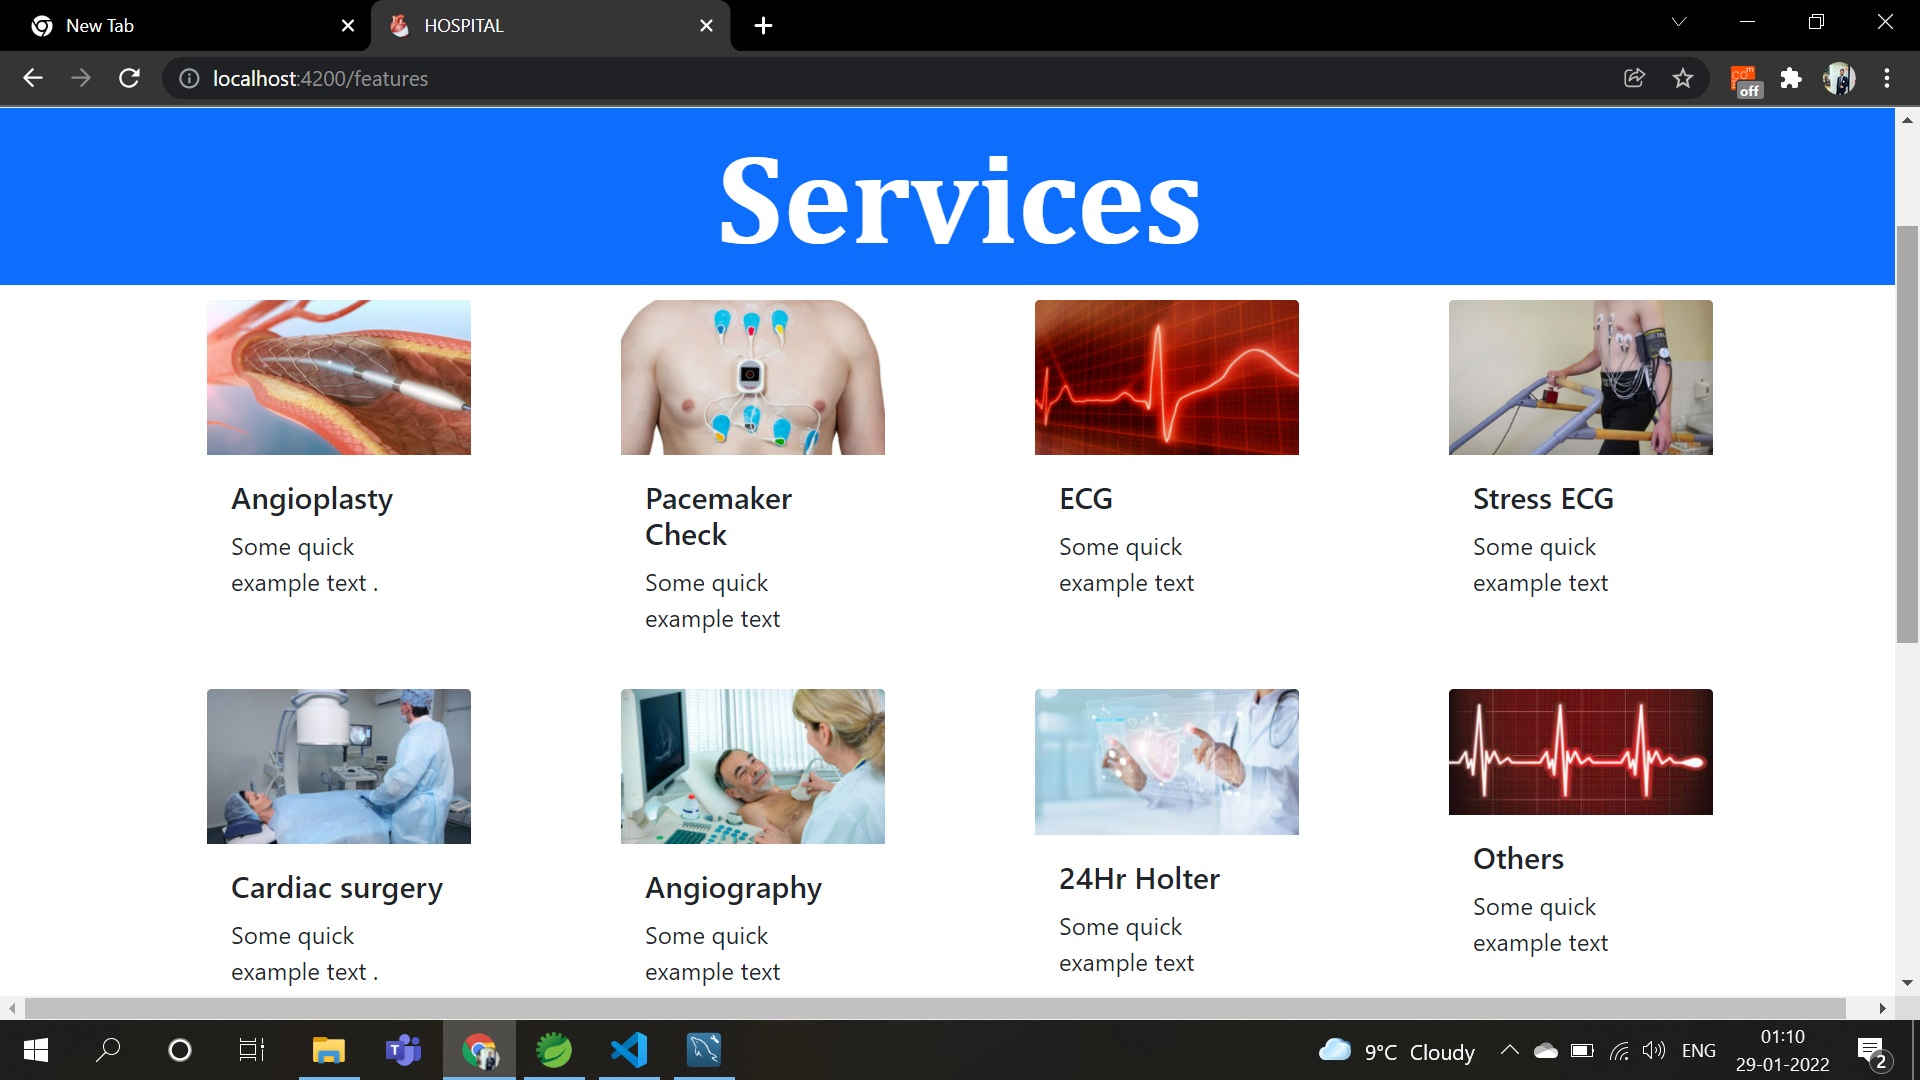 New Tab
HOSPITAL
localhost:4200/features
off
Services
Angioplasty
Some quick
example text .
Pacemaker
Check
Some quick
example text
ECG
Some quick
example text
Stress ECG
Some quick
example text
Cardiac surgery
Some quick
example text .
Angiography
Some quick
example text
24Hr Holter
Some quick
example text
Others
Some quick
example text
9°C Cloudy
ENG
01:10
29-01-2022
2